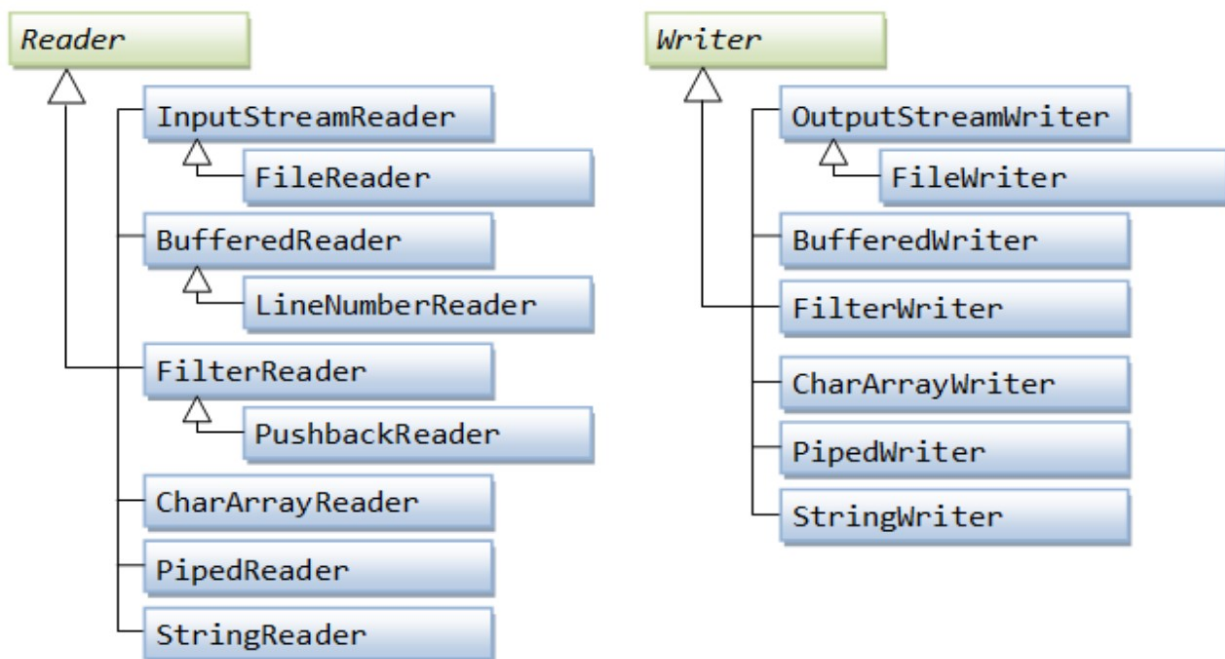 Reader
InputStreamReader
FileReader
BufferedReader
LineNumberReader
FilterReader
PushbackReader
CharArrayReader
PipedReader
StringReader
Writer
OutputStreamWriter
FileWriter
BufferedWriter
FilterWriter
CharArrayWriter
PipedWriter
StringWriter